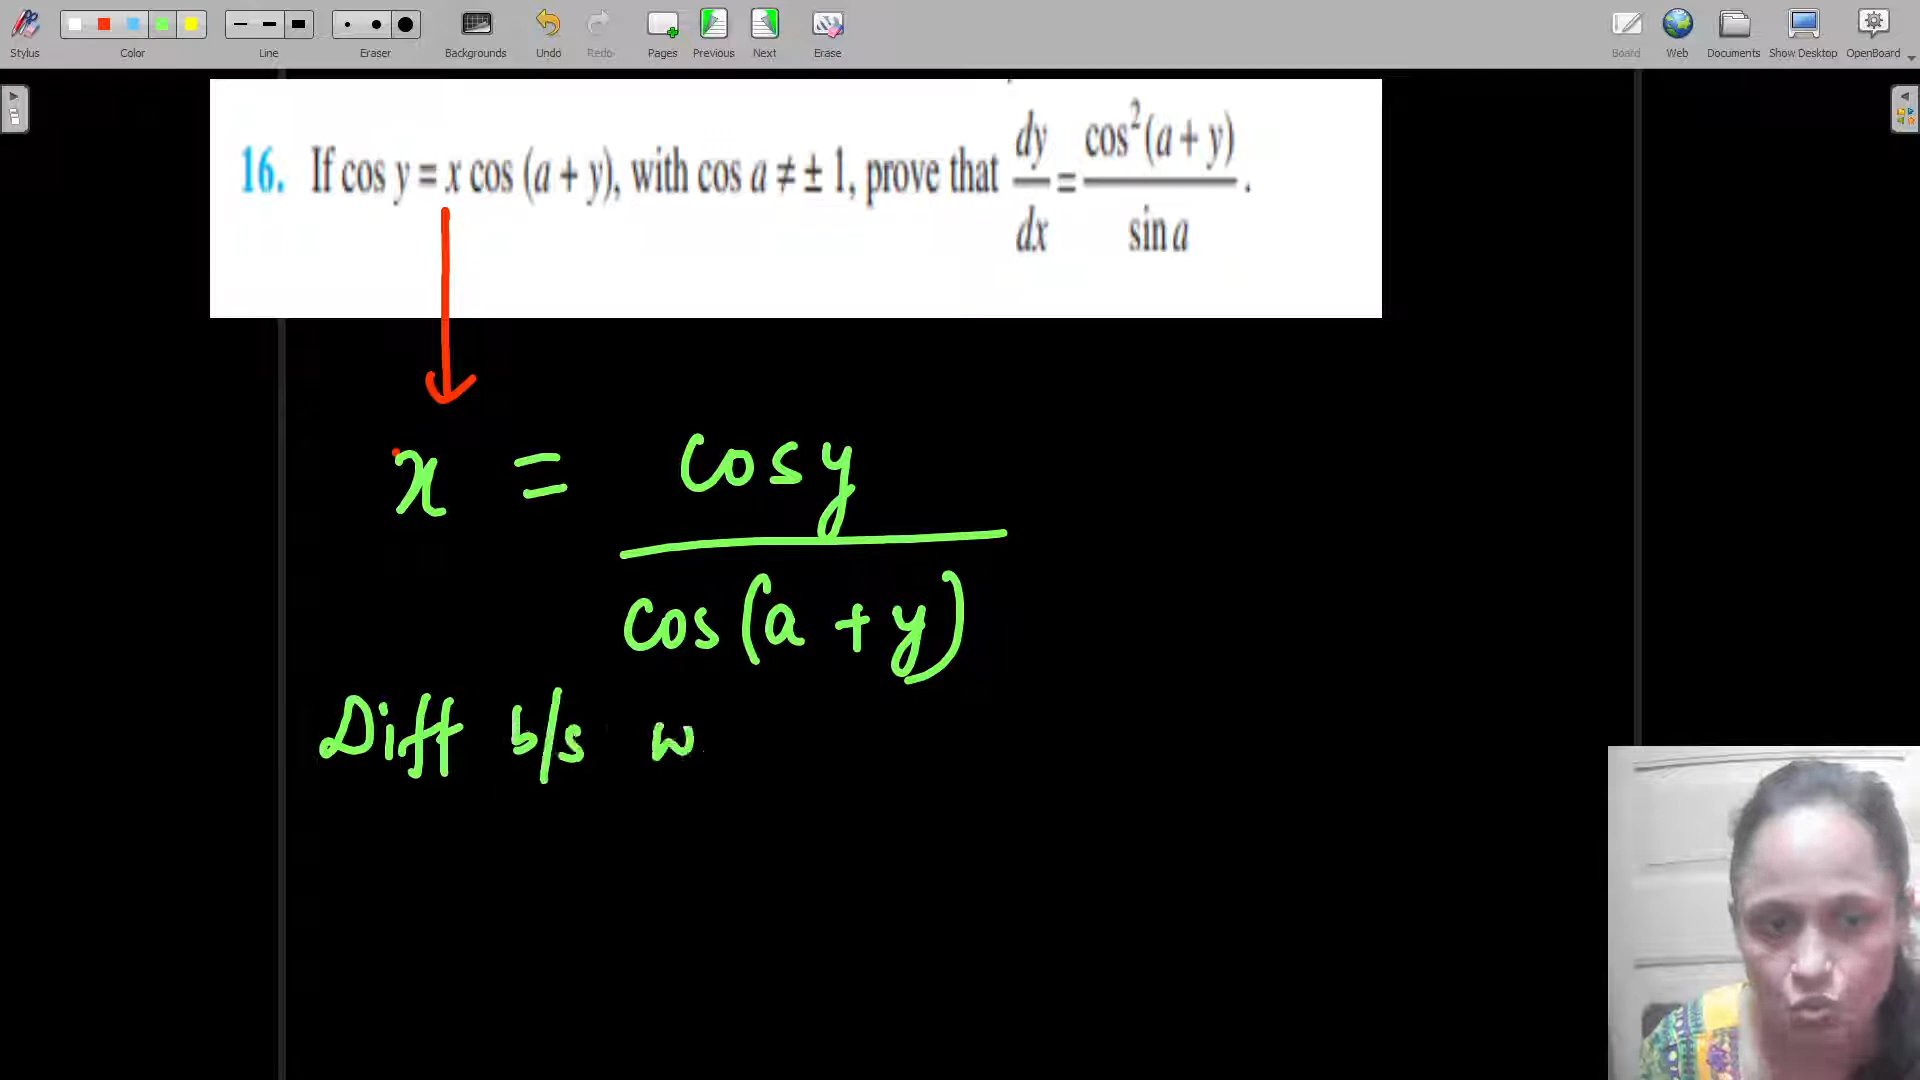 Stylus Color Line Eraser Backgrounds Undo Redo Pages Previous Next Erase Board Web Documents Show Desktop OpenBoard
16. If cos y = x cos (a + y), with cos a ≠ ± 1, prove that dy/dx = cos²(a + y)/sin a.
x = cos y / cos(a + y)
Diff b/s w